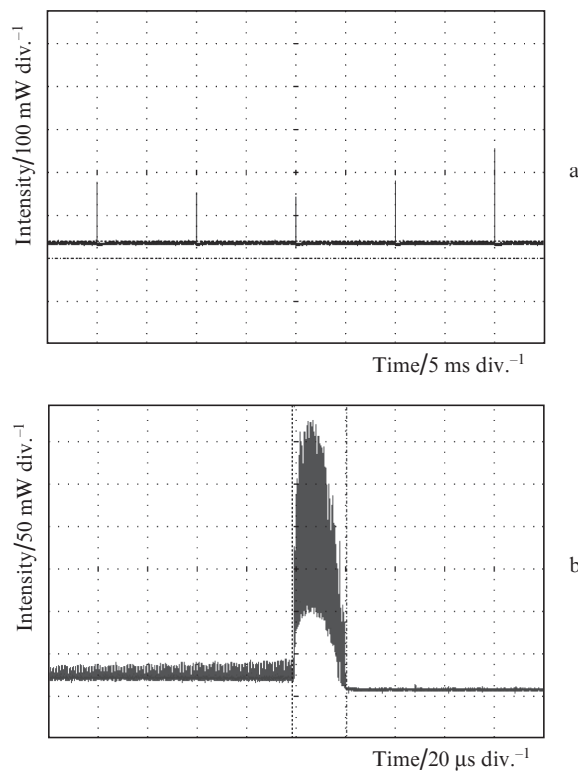 Intensity/100 mW div.⁻¹
a
Time/5 ms div.⁻¹
Intensity/50 mW div.⁻¹
b
Time/20 μs div.⁻¹